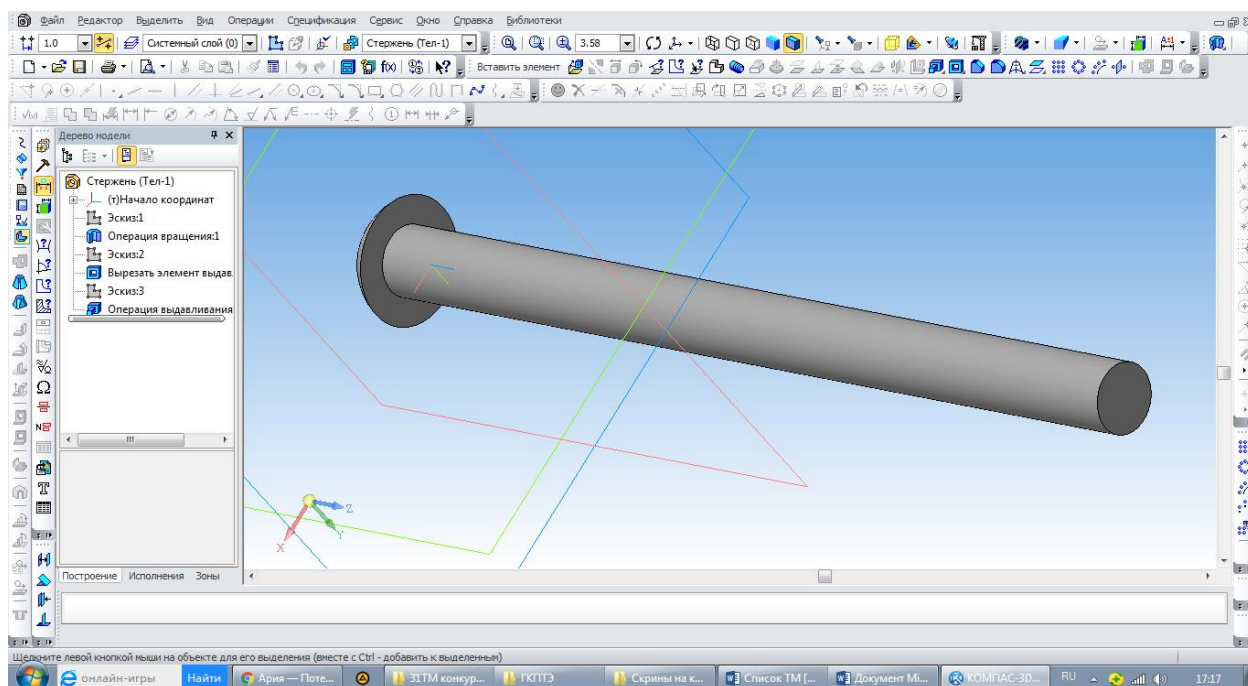 Файл Редактор Выделить Вид Операции Спецификация Сервис Окно Справка Библиотеки
1.0 Системный слой (0) Стержень (Тел-1) 3.58
Вставить элемент
Дерево модели
Стержень (Тел-1)
(т)Начало координат
Эскиз:1
Операция вращения:1
Эскиз:2
Вырезать элемент выдав.
Эскиз:3
Операция выдавливания
Z
Y
X
Построение Исполнения Зоны
Щелкните левой кнопкой мыши на объекте для его выделения (вместе с Ctrl - добавить к выделенным)
онлайн-игры Найти Ария — Поте... 31ТМ конкур... ГКПТЭ Скрины на к... Список ТМ [... Документ Mi... КОМПАС-3D... RU 17:17